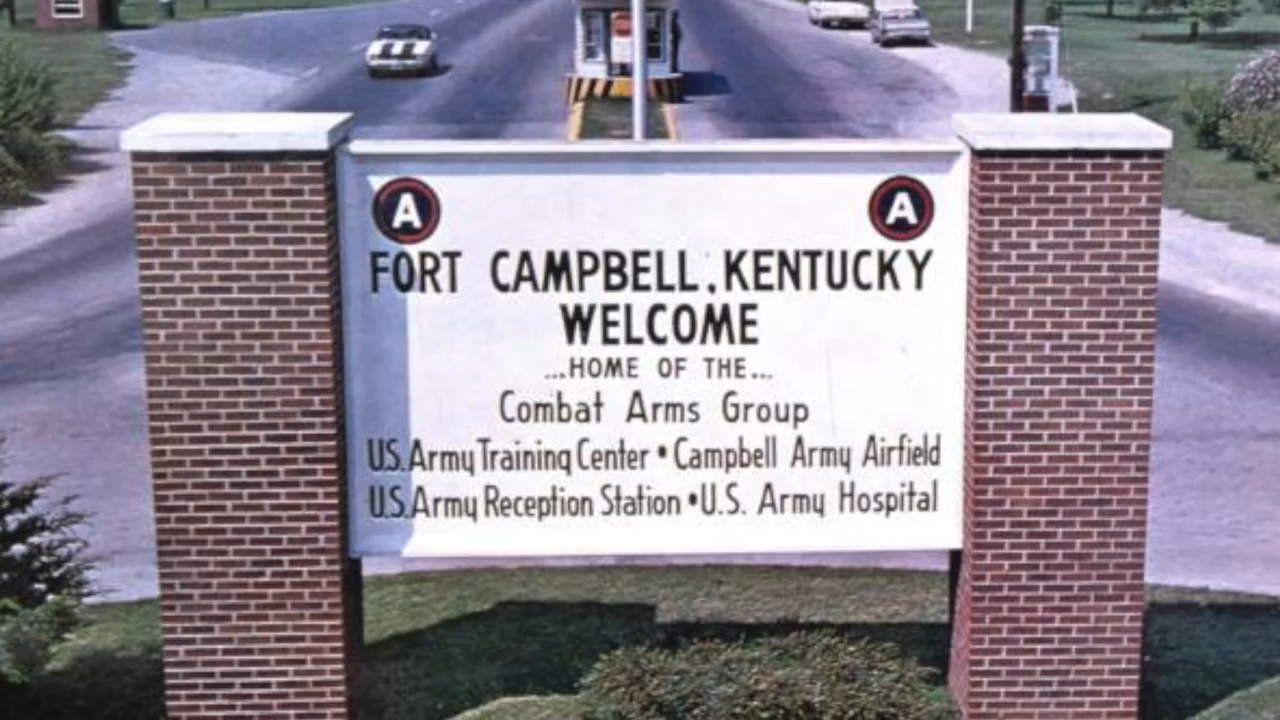 A A
FORT CAMPBELL, KENTUCKY
WELCOME
...HOME OF THE...
Combat Arms Group
U.S. Army Training Center • Campbell Army Airfield
U.S. Army Reception Station • U.S. Army Hospital